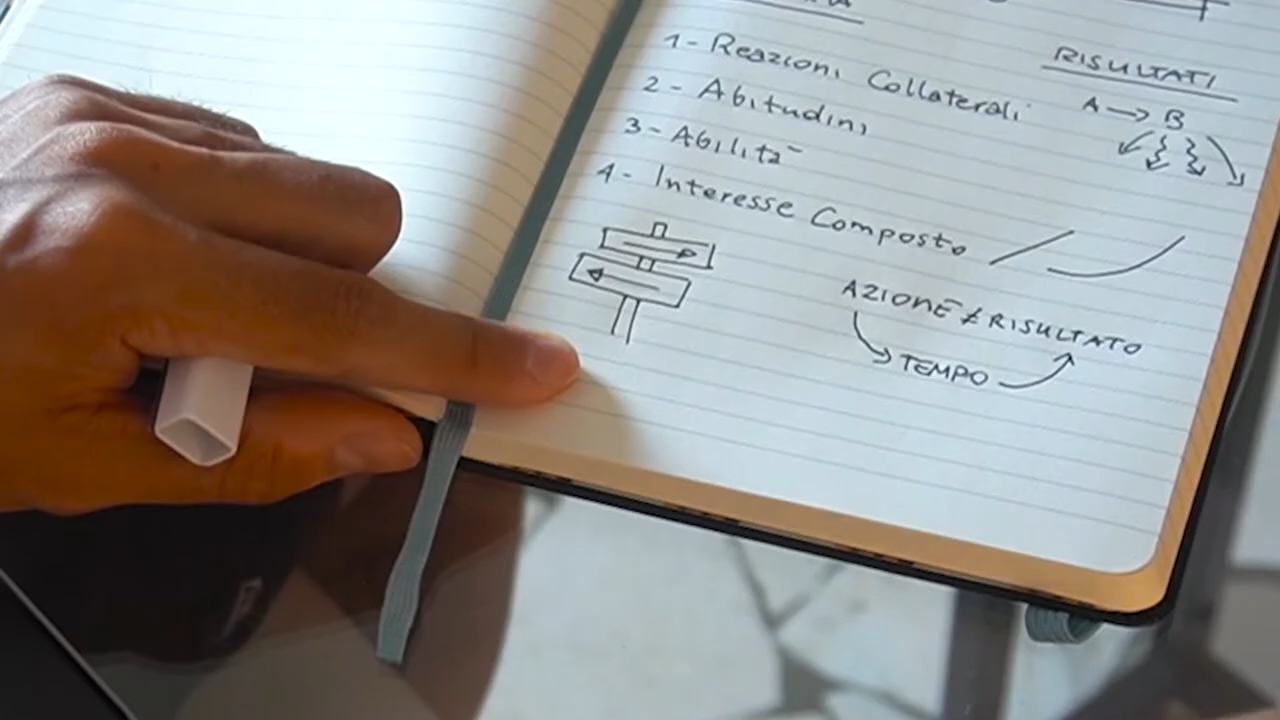 1- Reazioni Collaterali
2- Abitudini
3- Abilità
4- Interesse Composto
RISULTATI
A → B
AZIONE ≠ RISULTATO
TEMPO